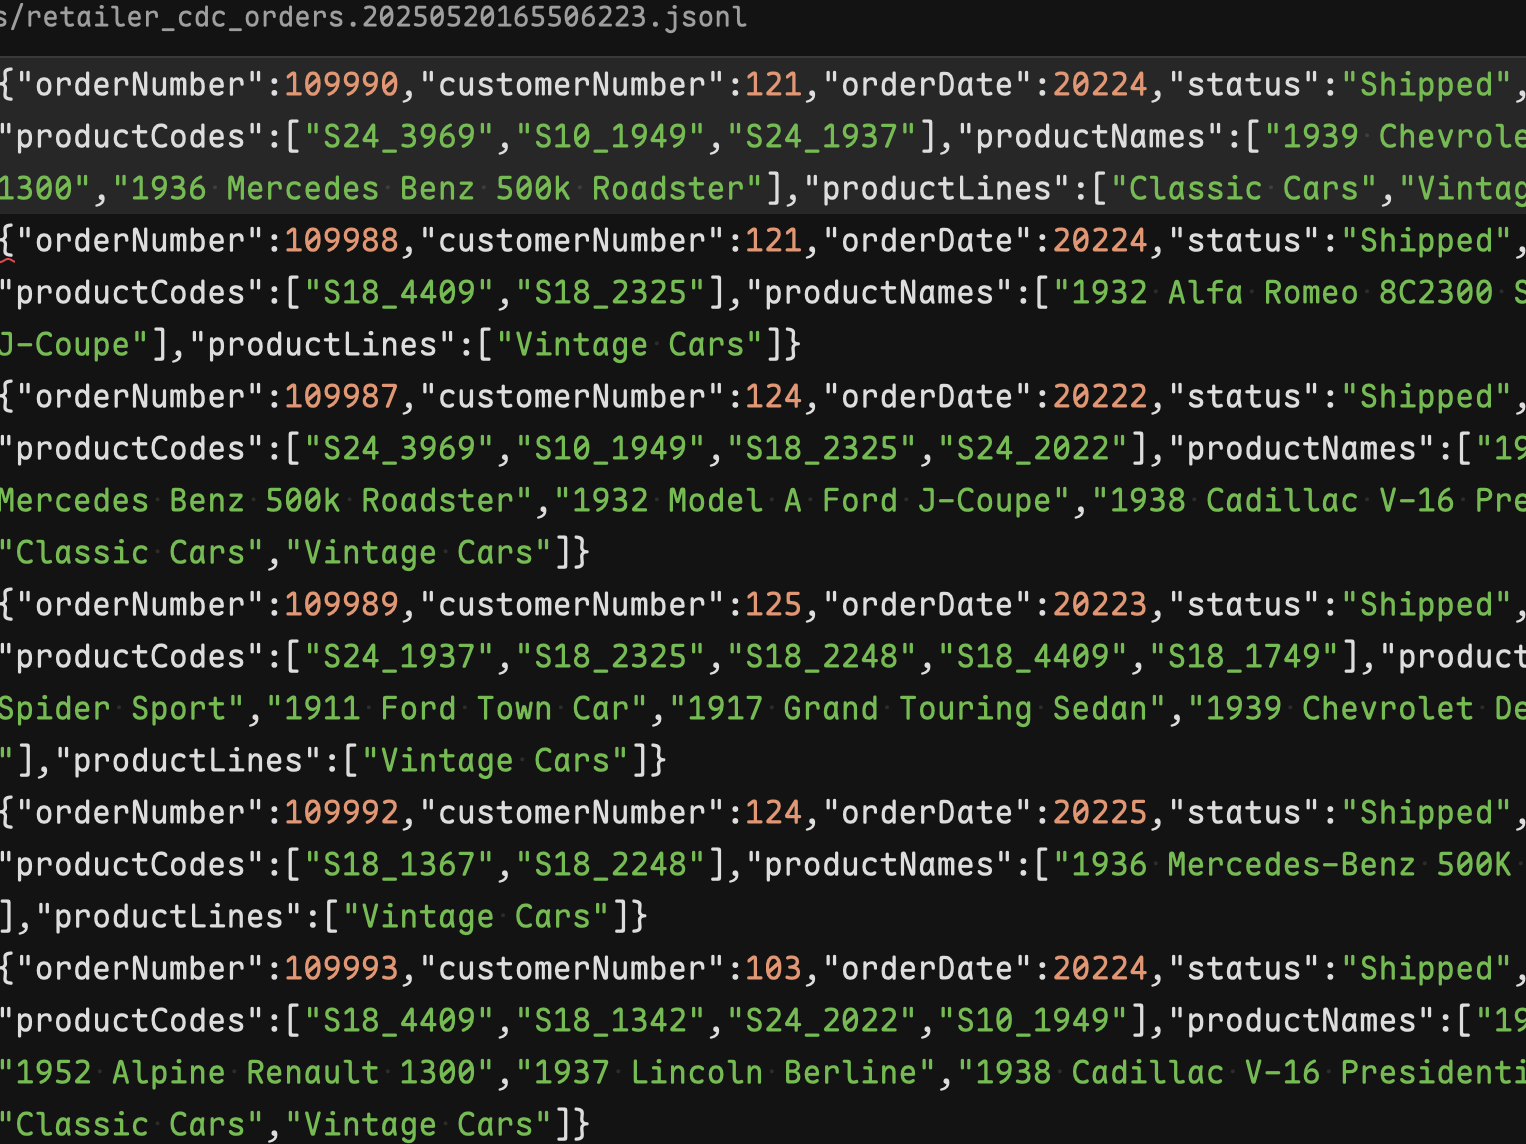 s/retailer_cdc_orders.20250520165506223.jsonl
{"orderNumber":109990,"customerNumber":121,"orderDate":20224,"status":"Shipped",
"productCodes":["S24_3969","S10_1949","S24_1937"],"productNames":["1939 Chevrole
1300","1936 Mercedes Benz 500k Roadster"],"productLines":["Classic Cars","Vintag
{"orderNumber":109988,"customerNumber":121,"orderDate":20224,"status":"Shipped",
"productCodes":["S18_4409","S18_2325"],"productNames":["1932 Alfa Romeo 8C2300 S
J-Coupe"],"productLines":["Vintage Cars"]}
{"orderNumber":109987,"customerNumber":124,"orderDate":20222,"status":"Shipped",
"productCodes":["S24_3969","S10_1949","S18_2325","S24_2022"],"productNames":["19
Mercedes Benz 500k Roadster","1932 Model A Ford J-Coupe","1938 Cadillac V-16 Pre
"Classic Cars","Vintage Cars"]}
{"orderNumber":109989,"customerNumber":125,"orderDate":20223,"status":"Shipped",
"productCodes":["S24_1937","S18_2325","S18_2248","S18_4409","S18_1749"],"product
Spider Sport","1911 Ford Town Car","1917 Grand Touring Sedan","1939 Chevrolet De
"],"productLines":["Vintage Cars"]}
{"orderNumber":109992,"customerNumber":124,"orderDate":20225,"status":"Shipped",
"productCodes":["S18_1367","S18_2248"],"productNames":["1936 Mercedes-Benz 500K
],"productLines":["Vintage Cars"]}
{"orderNumber":109993,"customerNumber":103,"orderDate":20224,"status":"Shipped",
"productCodes":["S18_4409","S18_1342","S24_2022","S10_1949"],"productNames":["19
"1952 Alpine Renault 1300","1937 Lincoln Berline","1938 Cadillac V-16 Presidenti
"Classic Cars","Vintage Cars"]}